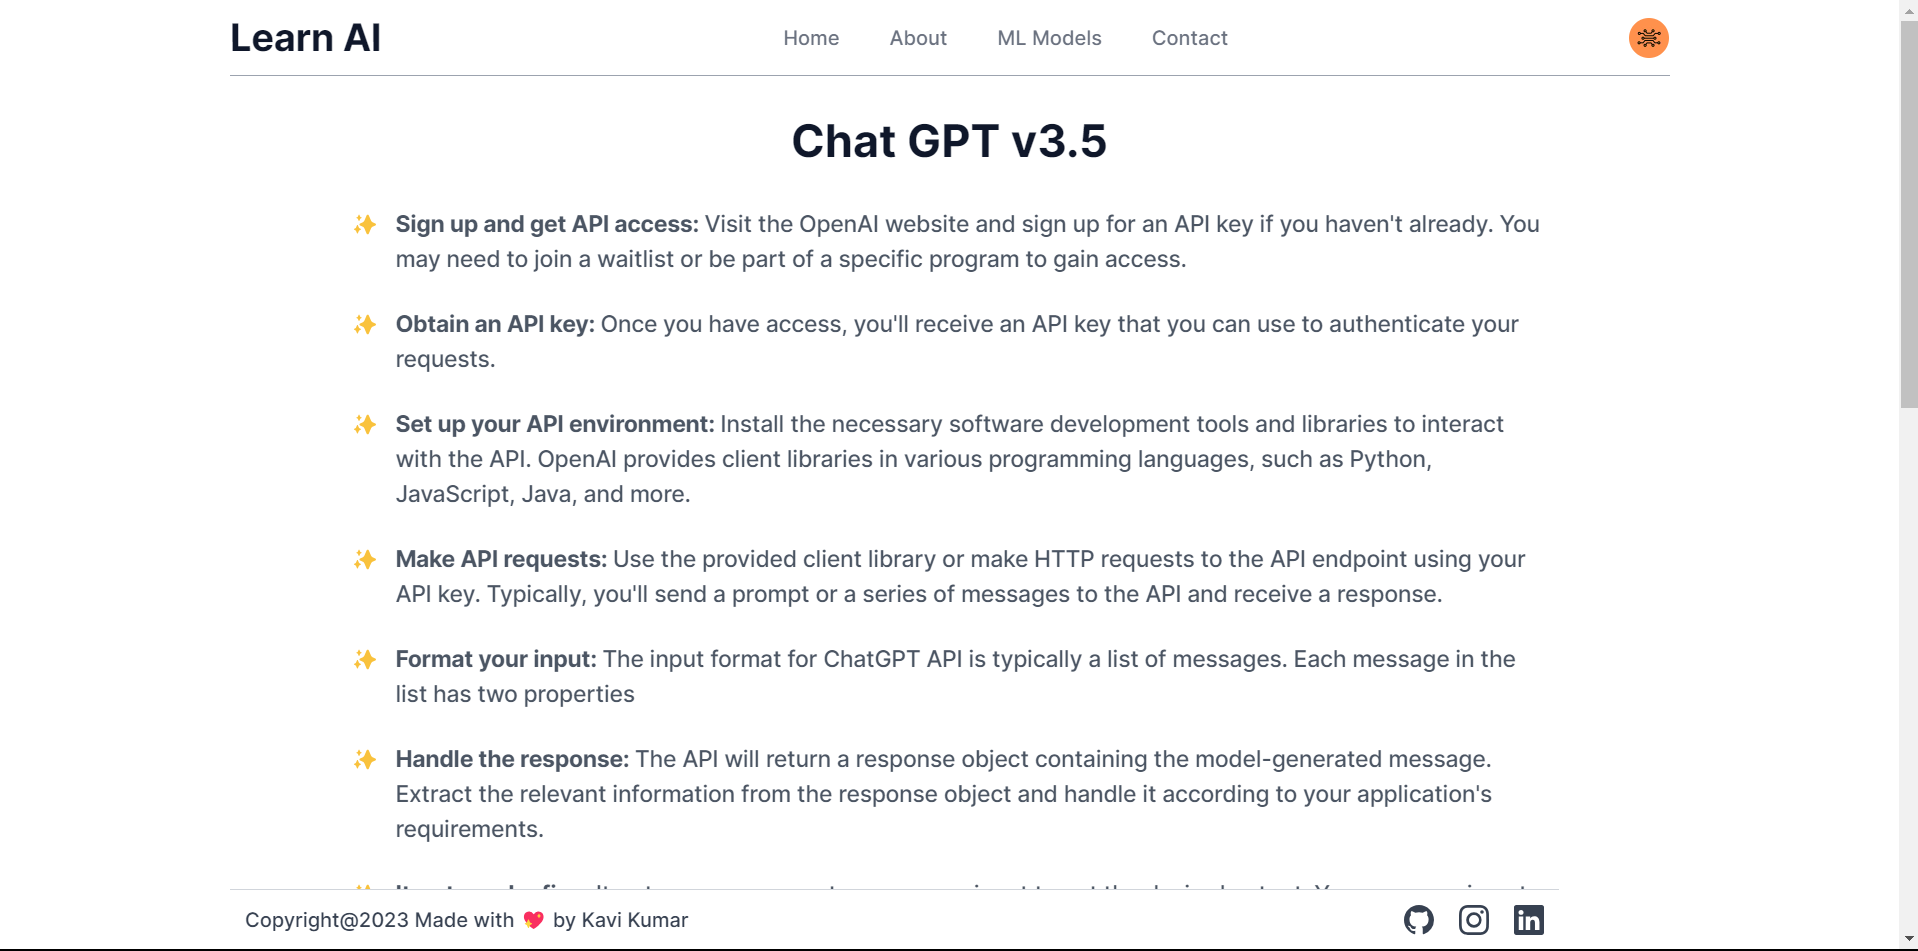 Learn AI
Home About ML Models Contact
Chat GPT v3.5
✨ Sign up and get API access: Visit the OpenAI website and sign up for an API key if you haven't already. You
may need to join a waitlist or be part of a specific program to gain access.
✨ Obtain an API key: Once you have access, you'll receive an API key that you can use to authenticate your
requests.
✨ Set up your API environment: Install the necessary software development tools and libraries to interact
with the API. OpenAI provides client libraries in various programming languages, such as Python,
JavaScript, Java, and more.
✨ Make API requests: Use the provided client library or make HTTP requests to the API endpoint using your
API key. Typically, you'll send a prompt or a series of messages to the API and receive a response.
✨ Format your input: The input format for ChatGPT API is typically a list of messages. Each message in the
list has two properties
✨ Handle the response: The API will return a response object containing the model-generated message.
Extract the relevant information from the response object and handle it according to your application's
requirements.
Copyright@2023 Made with 💖 by Kavi Kumar